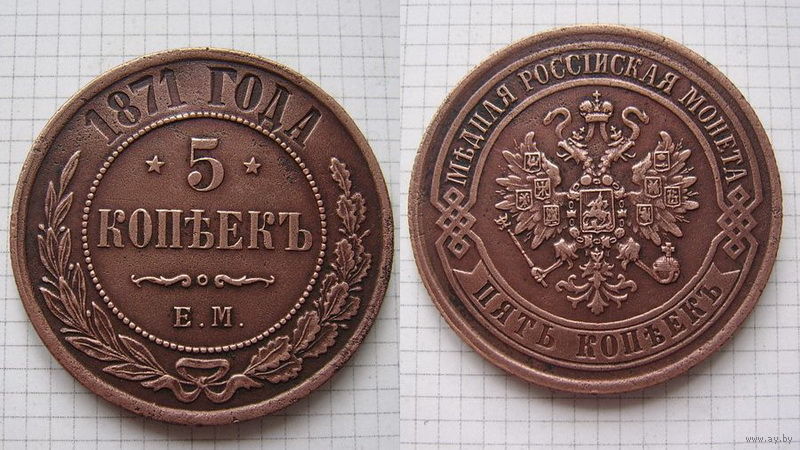 1871 ГОДА
5
КОПѢЕКЪ
Е.М.
МѢДНАЯ РОССІЙСКАЯ МОНЕТА
ПЯТЬ КОПѢЕКЪ
www.ay.by